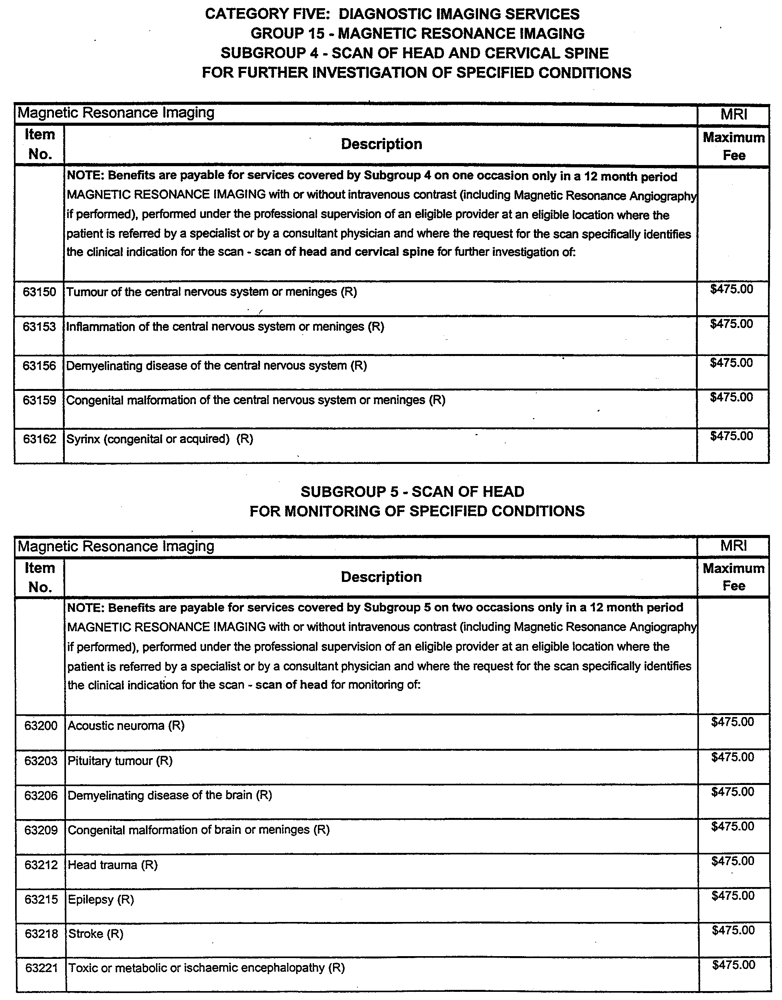 CATEGORY FIVE: DIAGNOSTIC IMAGING SERVICES
GROUP 15 - MAGNETIC RESONANCE IMAGING
SUBGROUP 4 - SCAN OF HEAD AND CERVICAL SPINE
FOR FURTHER INVESTIGATION OF SPECIFIED CONDITIONS
Magnetic Resonance Imaging MRI
Item No. Description Maximum Fee
NOTE: Benefits are payable for services covered by Subgroup 4 on one occasion only in a 12 month period
MAGNETIC RESONANCE IMAGING with or without intravenous contrast (including Magnetic Resonance Angiography
if performed), performed under the professional supervision of an eligible provider at an eligible location where the
patient is referred by a specialist or by a consultant physician and where the request for the scan specifically identifies
the clinical indication for the scan - scan of head and cervical spine for further investigation of:
63150 Tumour of the central nervous system or meninges (R) $475.00
63153 Inflammation of the central nervous system or meninges (R) $475.00
63156 Demyelinating disease of the central nervous system (R) $475.00
63159 Congenital malformation of the central nervous system or meninges (R) $475.00
63162 Syrinx (congenital or acquired) (R) $475.00
SUBGROUP 5 - SCAN OF HEAD
FOR MONITORING OF SPECIFIED CONDITIONS
Magnetic Resonance Imaging MRI
Item No. Description Maximum Fee
NOTE: Benefits are payable for services covered by Subgroup 5 on two occasions only in a 12 month period
MAGNETIC RESONANCE IMAGING with or without intravenous contrast (including Magnetic Resonance Angiography
if performed), performed under the professional supervision of an eligible provider at an eligible location where the
patient is referred by a specialist or by a consultant physician and where the request for the scan specifically identifies
the clinical indication for the scan - scan of head for monitoring of:
63200 Acoustic neuroma (R) $475.00
63203 Pituitary tumour (R) $475.00
63206 Demyelinating disease of the brain (R) $475.00
63209 Congenital malformation of brain or meninges (R) $475.00
63212 Head trauma (R) $475.00
63215 Epilepsy (R) $475.00
63218 Stroke (R) $475.00
63221 Toxic or metabolic or ischaemic encephalopathy (R) $475.00